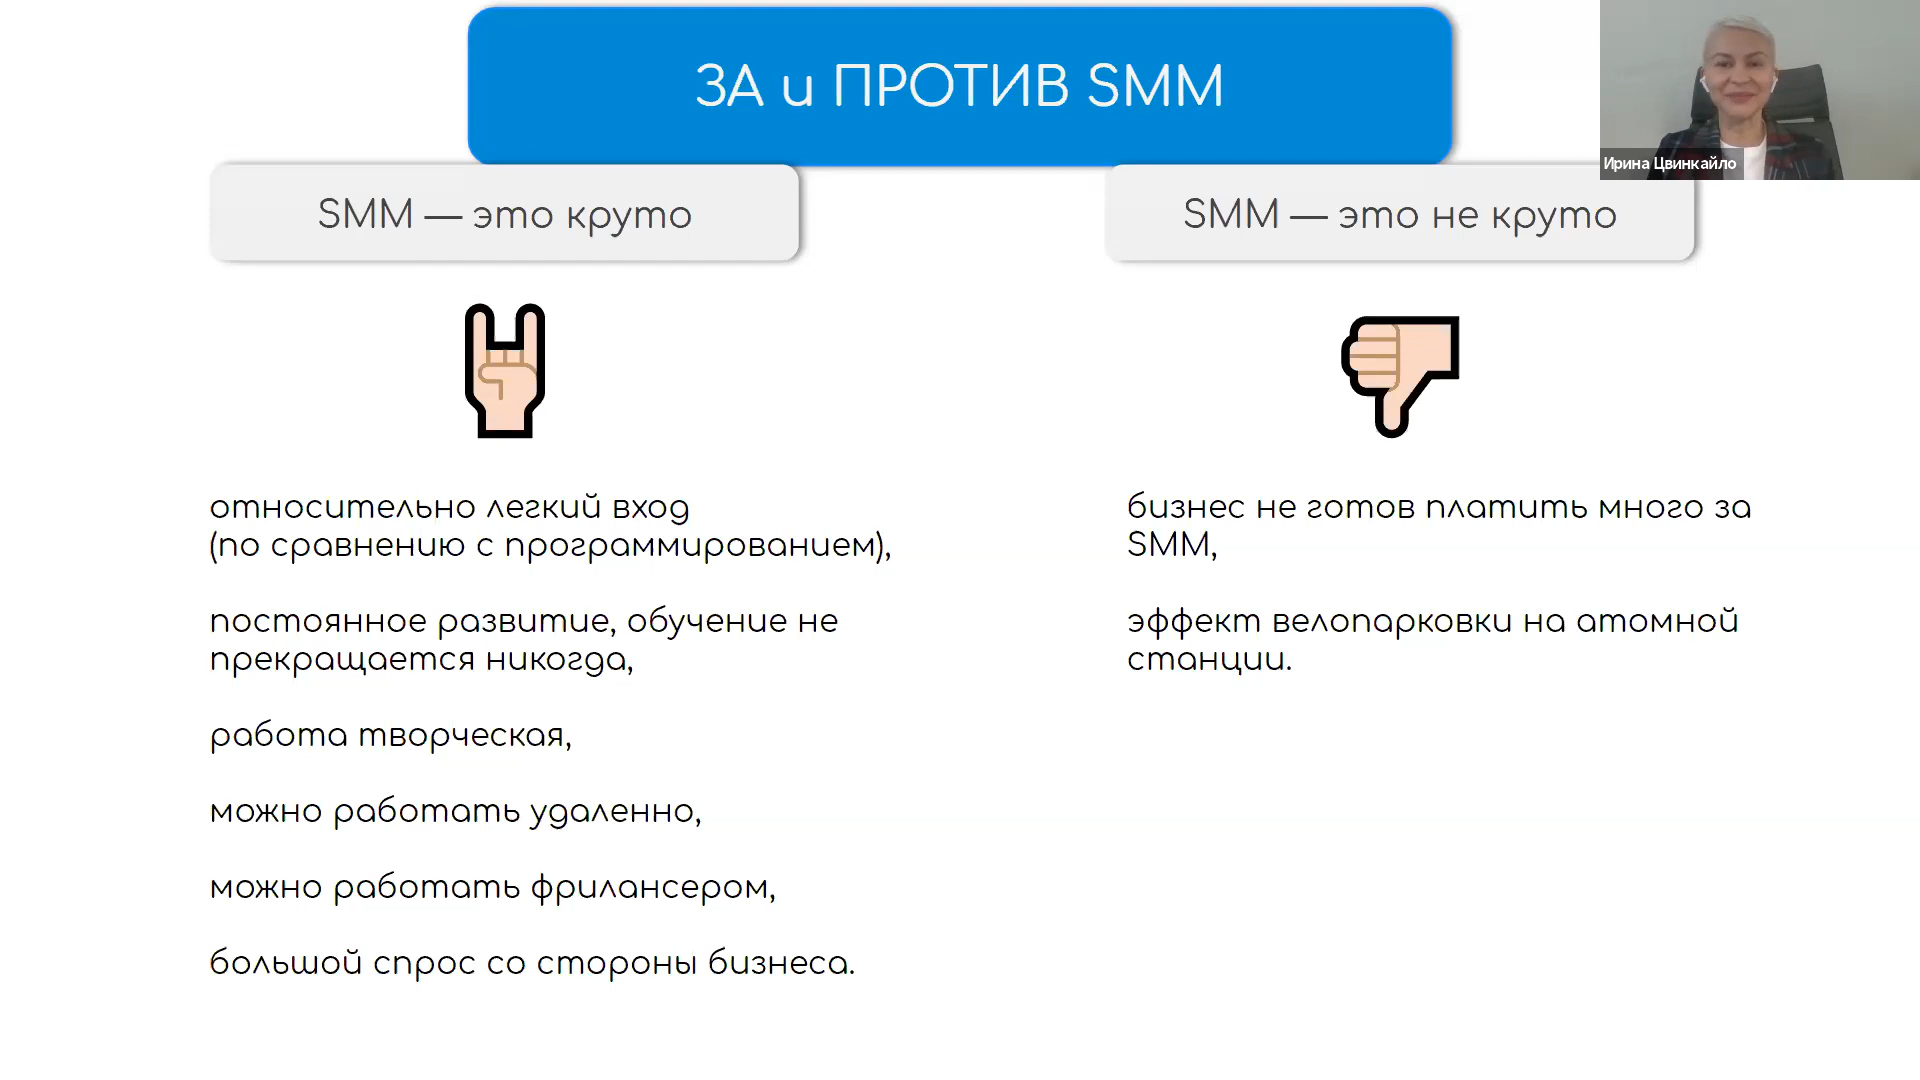 ЗА и ПРОТИВ SMM
Ирина Цвинкайло
SMM — это круто
SMM — это не круто
относительно легкий вход
(по сравнению с программированием),
постоянное развитие, обучение не
прекращается никогда,
работа творческая,
можно работать удаленно,
можно работать фрилансером,
большой спрос со стороны бизнеса.
бизнес не готов платить много за
SMM,
эффект велопарковки на атомной
станции.